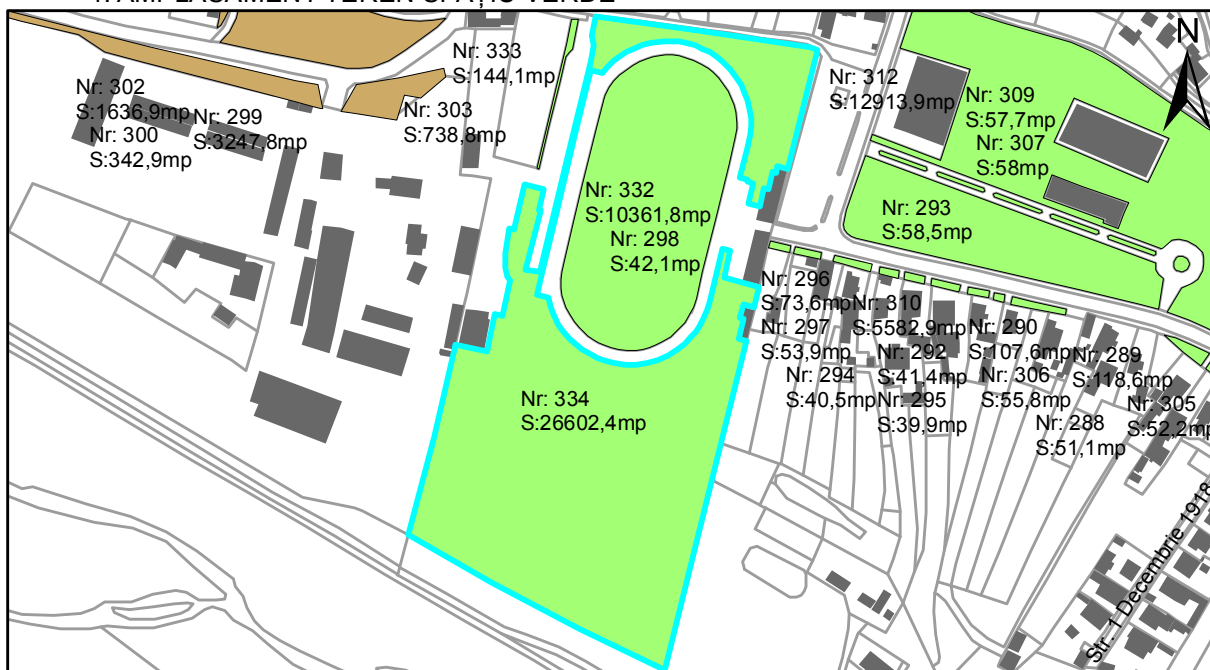 1. AMPLASAMENT TEREN SPAȚIU VERDE
N
Nr: 333
S:144,1mp
Nr: 302
S:1636,9mp
Nr: 300
S:342,9mp
Nr: 299
S:3247,8mp
Nr: 303
S:738,8mp
Nr: 312
S:12913,9mp
Nr: 309
S:57,7mp
Nr: 307
S:58mp
Nr: 332
S:10361,8mp
Nr: 298
S:42,1mp
Nr: 293
S:58,5mp
Nr: 296
S:73,6mp
Nr: 310
S:5582,9mp
Nr: 297
S:53,9mp
Nr: 292
S:41,4mp
Nr: 290
S:107,6mp
Nr: 289
S:118,6mp
Nr: 294
S:40,5mp
Nr: 295
S:39,9mp
Nr: 306
S:55,8mp
Nr: 288
S:51,1mp
Nr: 305
S:52,2mp
Nr: 334
S:26602,4mp
Str. 1 Decembrie 1918